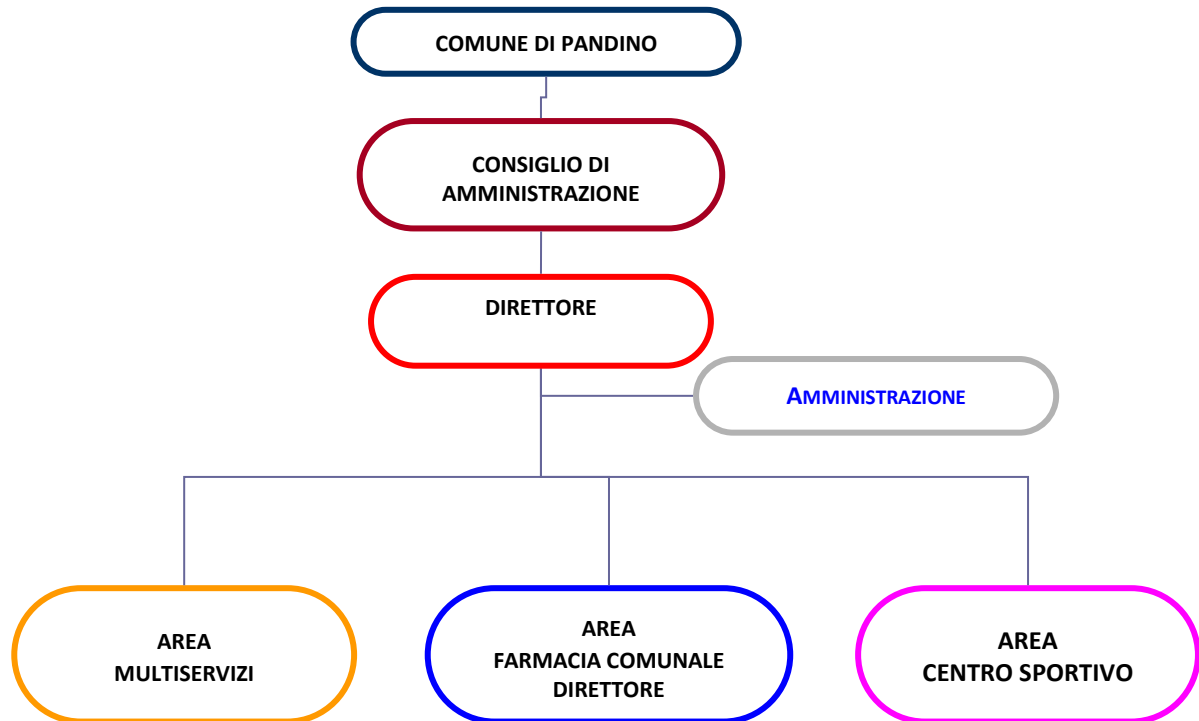 COMUNE DI PANDINO
CONSIGLIO DI
AMMINISTRAZIONE
DIRETTORE
AMMINISTRAZIONE
AREA
MULTISERVIZI
AREA
FARMACIA COMUNALE
DIRETTORE
AREA
CENTRO SPORTIVO